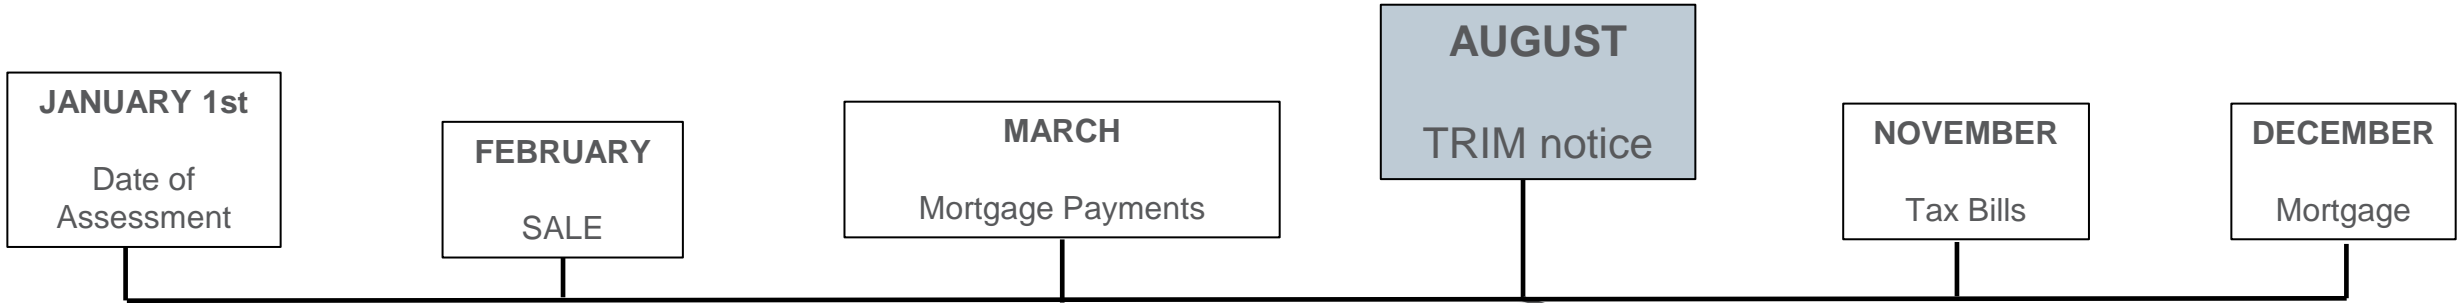 JANUARY 1st
Date of
Assessment
FEBRUARY
SALE
MARCH
Mortgage Payments
AUGUST
TRIM notice
NOVEMBER
Tax Bills
DECEMBER
Mortgage